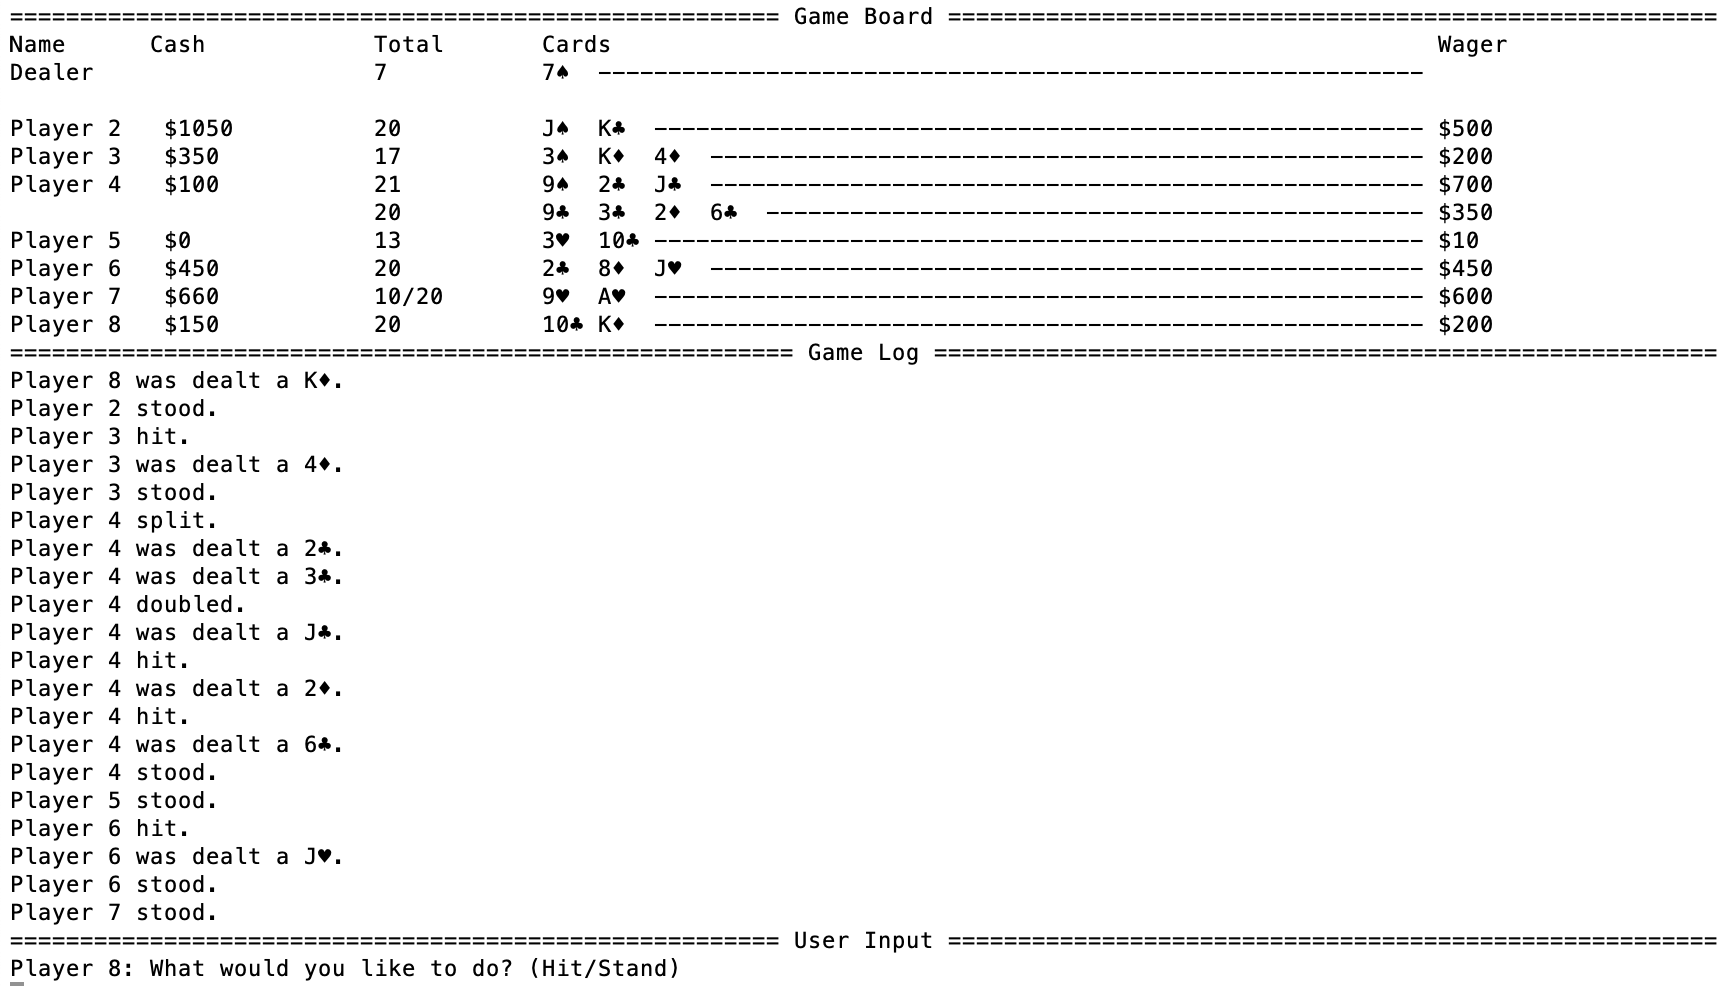 ======================================================= Game Board =======================================================
Name      Cash            Total       Cards                                                           Wager
Dealer                    7           7♠  -----------------------------------------------------------
Player 2   $1050          20          J♠  K♣  ------------------------------------------------------- $500
Player 3   $350           17          3♠  K♦  4♦  --------------------------------------------------- $200
Player 4   $100           21          9♠  2♣  J♣  --------------------------------------------------- $700
                          20          9♣  3♣  2♦  6♣  ----------------------------------------------- $350
Player 5   $0             13          3♥  10♣ ------------------------------------------------------- $10
Player 6   $450           20          2♣  8♦  J♥  --------------------------------------------------- $450
Player 7   $660           10/20       9♥  A♥  ------------------------------------------------------- $600
Player 8   $150           20          10♣ K♦  ------------------------------------------------------- $200
======================================================== Game Log ========================================================
Player 8 was dealt a K♦.
Player 2 stood.
Player 3 hit.
Player 3 was dealt a 4♦.
Player 3 stood.
Player 4 split.
Player 4 was dealt a 2♣.
Player 4 was dealt a 3♣.
Player 4 doubled.
Player 4 was dealt a J♣.
Player 4 hit.
Player 4 was dealt a 2♦.
Player 4 hit.
Player 4 was dealt a 6♣.
Player 4 stood.
Player 5 stood.
Player 6 hit.
Player 6 was dealt a J♥.
Player 6 stood.
Player 7 stood.
======================================================= User Input =======================================================
Player 8: What would you like to do? (Hit/Stand)